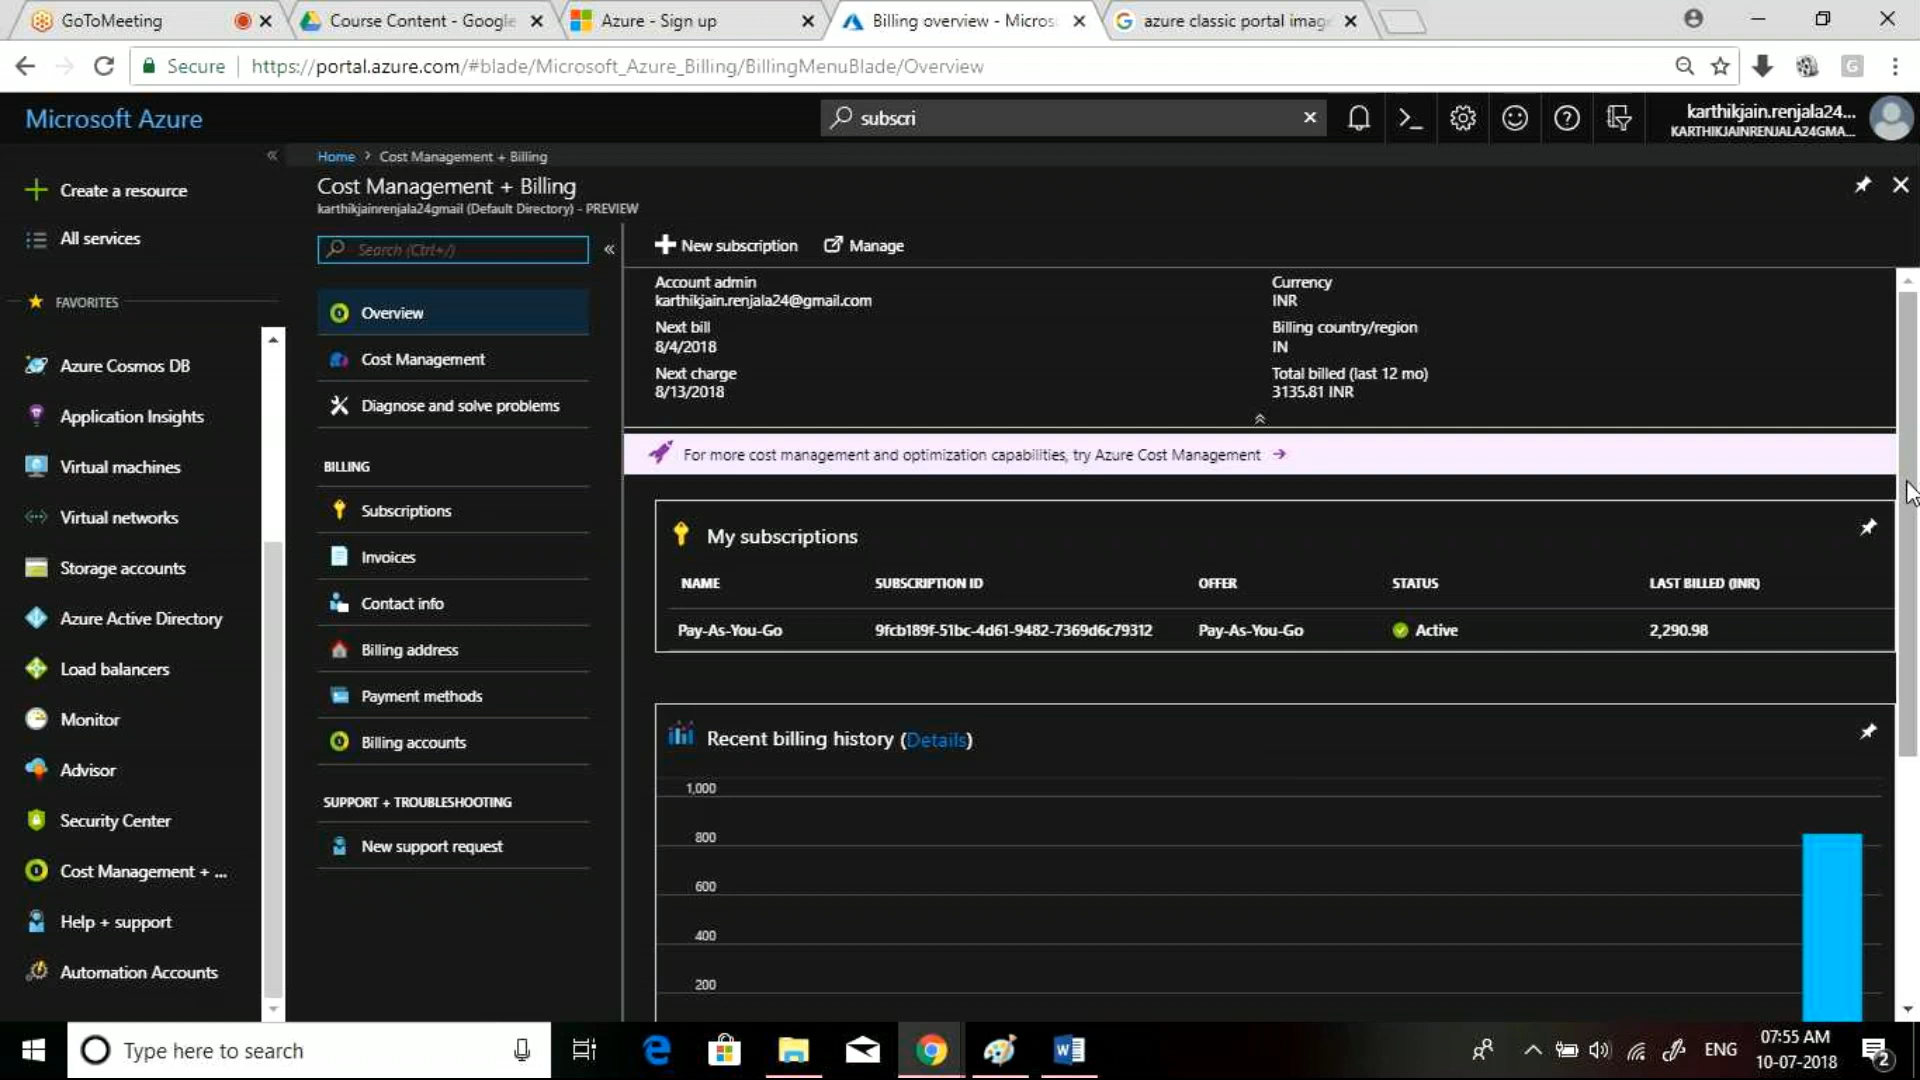 GoToMeeting
Course Content - Google
Azure - Sign up
Billing overview - Micros
azure classic portal imag
Secure
https://portal.azure.com/#blade/Microsoft_Azure_Billing/BillingMenuBlade/Overview
Microsoft Azure
subscri
karthikjain.renjala24...
KARTHIKJAINRENJALA24GMA...
Create a resource
All services
FAVORITES
Azure Cosmos DB
Application Insights
Virtual machines
Virtual networks
Storage accounts
Azure Active Directory
Load balancers
Monitor
Advisor
Security Center
Cost Management + ...
Help + support
Automation Accounts
Home > Cost Management + Billing
Cost Management + Billing
karthikjainrenjala24gmail (Default Directory) - PREVIEW
Search (Ctrl+/)
Overview
Cost Management
Diagnose and solve problems
BILLING
Subscriptions
Invoices
Contact info
Billing address
Payment methods
Billing accounts
SUPPORT + TROUBLESHOOTING
New support request
New subscription
Manage
Account admin
karthikjain.renjala24@gmail.com
Next bill
8/4/2018
Next charge
8/13/2018
Currency
INR
Billing country/region
IN
Total billed (last 12 mo)
3135.81 INR
For more cost management and optimization capabilities, try Azure Cost Management
My subscriptions
NAME SUBSCRIPTION ID OFFER STATUS LAST BILLED (INR)
Pay-As-You-Go 9fcb189f-51bc-4d61-9482-7369d6c79312 Pay-As-You-Go Active 2,290.98
Recent billing history (Details)
1,000
800
600
400
200
Type here to search
ENG
07:55 AM
10-07-2018
2